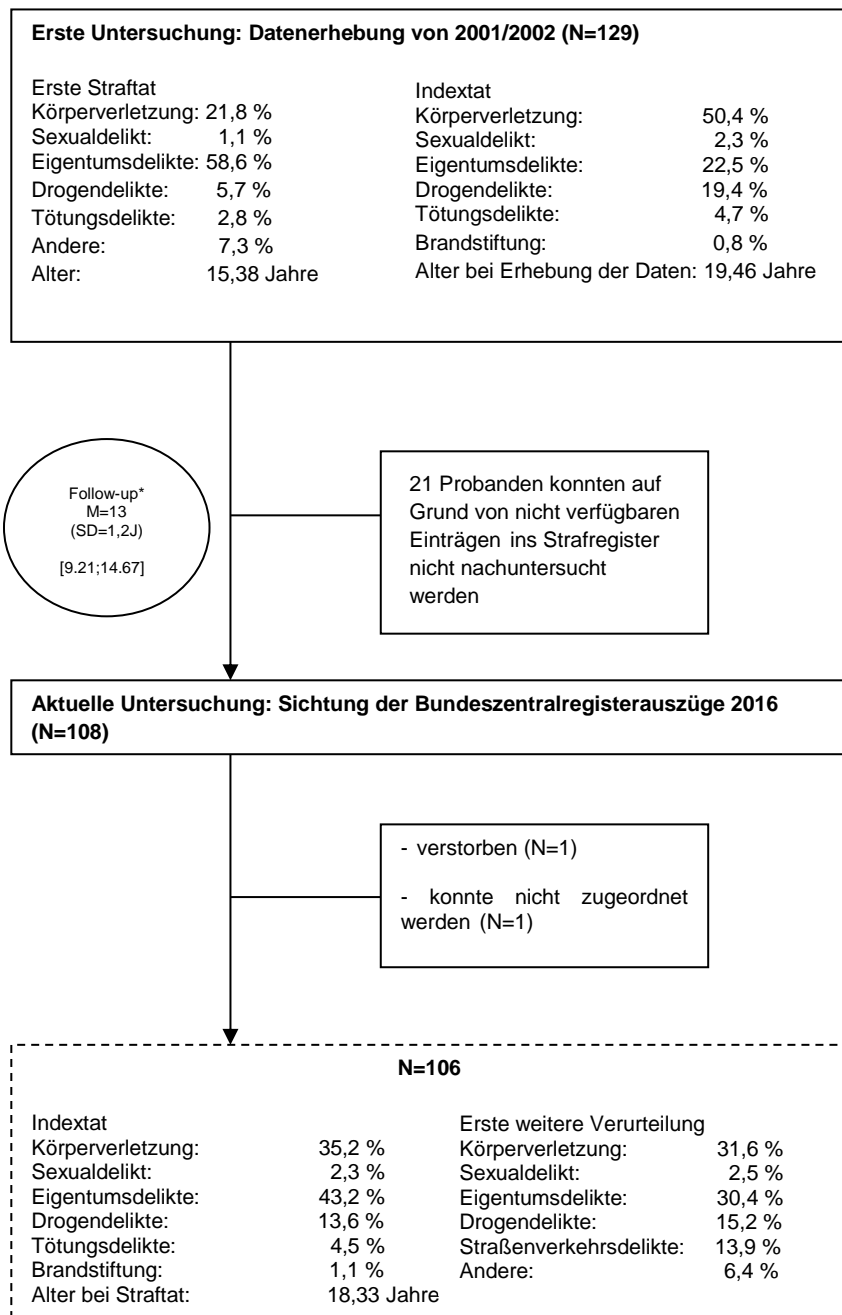 Erste Untersuchung: Datenerhebung von 2001/2002 (N=129)
Erste Straftat
Körperverletzung: 21,8 %
Sexualdelikt: 1,1 %
Eigentumsdelikte: 58,6 %
Drogendelikte: 5,7 %
Tötungsdelikte: 2,8 %
Andere: 7,3 %
Alter: 15,38 Jahre
Indextat
Körperverletzung: 50,4 %
Sexualdelikt: 2,3 %
Eigentumsdelikte: 22,5 %
Drogendelikte: 19,4 %
Tötungsdelikte: 4,7 %
Brandstiftung: 0,8 %
Alter bei Erhebung der Daten: 19,46 Jahre
Follow-up*
M=13
(SD=1,2J)
[9.21;14.67]
21 Probanden konnten auf
Grund von nicht verfügbaren
Einträgen ins Strafregister
nicht nachuntersucht
werden
Aktuelle Untersuchung: Sichtung der Bundeszentralregisterauszüge 2016
(N=108)
- verstorben (N=1)
- konnte nicht zugeordnet
werden (N=1)
N=106
Indextat
Körperverletzung: 35,2 %
Sexualdelikt: 2,3 %
Eigentumsdelikte: 43,2 %
Drogendelikte: 13,6 %
Tötungsdelikte: 4,5 %
Brandstiftung: 1,1 %
Alter bei Straftat: 18,33 Jahre
Erste weitere Verurteilung
Körperverletzung: 31,6 %
Sexualdelikt: 2,5 %
Eigentumsdelikte: 30,4 %
Drogendelikte: 15,2 %
Straßenverkehrsdelikte: 13,9 %
Andere: 6,4 %